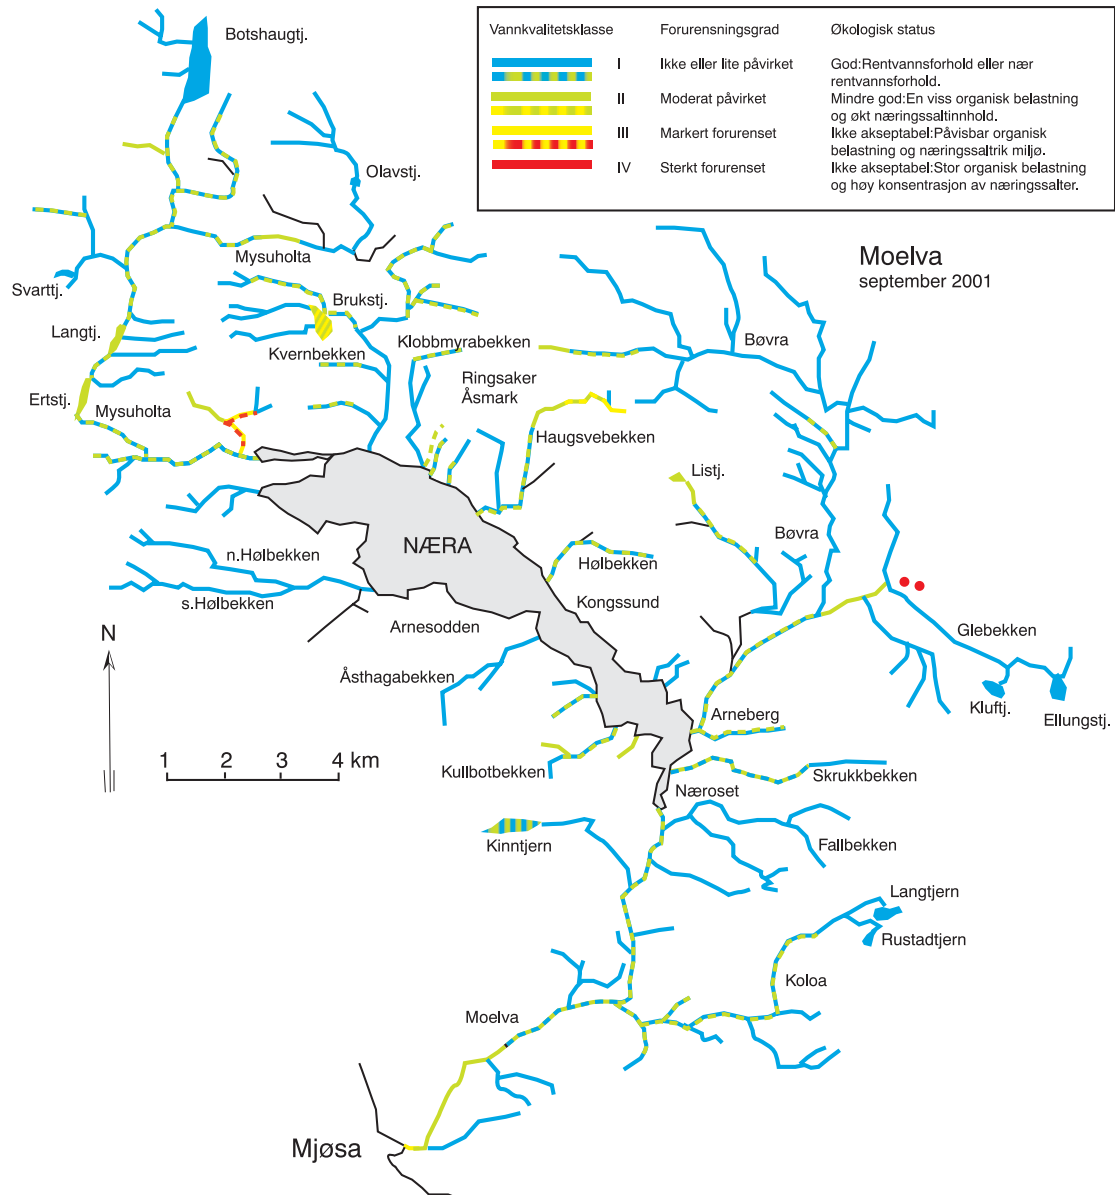 Vannkvalitetsklasse Forurensningsgrad Økologisk status
I Ikke eller lite påvirket God:Rentvannsforhold eller nær
rentvannsforhold.
II Moderat påvirket Mindre god:En viss organisk belastning
og økt næringssaltinnhold.
III Markert forurenset Ikke akseptabel:Påvisbar organisk
belastning og næringssaltrik miljø.
IV Sterkt forurenset Ikke akseptabel:Stor organisk belastning
og høy konsentrasjon av næringssalter.
Botshaugtj.
Olavstj.
Moelva
september 2001
Mysuholta
Svarttj.
Brukstj.
Langtj.
Klobbmyrabekken
Bøvra
Kvernbekken
Ringsaker
Åsmark
Ertstj.
Mysuholta
Haugsvebekken
Listj.
Bøvra
NÆRA
n.Hølbekken
Hølbekken
s.Hølbekken
Kongssund
Arnesodden
Glebekken
N
Åsthagabekken
Kluftj.
Ellungstj.
Arneberg
1 2 3 4 km
Kullbotbekken
Skrukkbekken
Næroset
Kinntjern
Fallbekken
Langtjern
Rustadtjern
Koloa
Moelva
Mjøsa